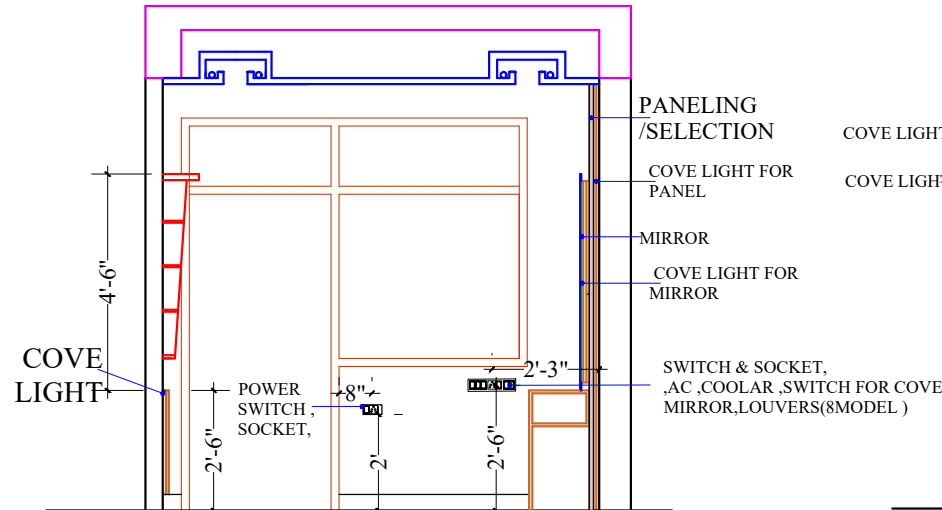 PANELING
/SELECTION
COVE LIGHT
COVE LIGHT FOR
PANEL
COVE LIGHT
MIRROR
COVE LIGHT FOR
MIRROR
4'-6"
COVE
LIGHT
2'-3"
SWITCH & SOCKET,
,AC ,COOLAR ,SWITCH FOR COVE
MIRROR,LOUVERS(8MODEL )
POWER
SWITCH ,
SOCKET,
8"
2'-6"
2'
2'-6"